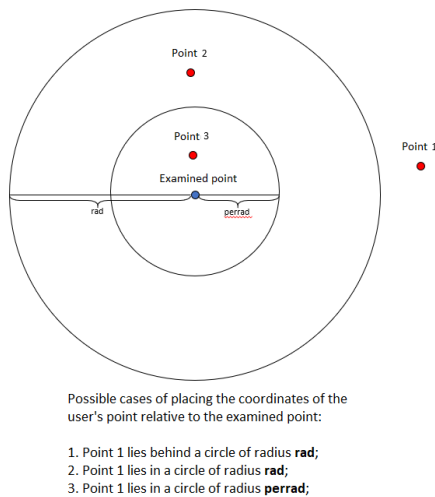 Point 2
Point 3
Point 1
Examined point
rad
perrad
Possible cases of placing the coordinates of the
user's point relative to the examined point:
1. Point 1 lies behind a circle of radius rad;
2. Point 1 lies in a circle of radius rad;
3. Point 1 lies in a circle of radius perrad;